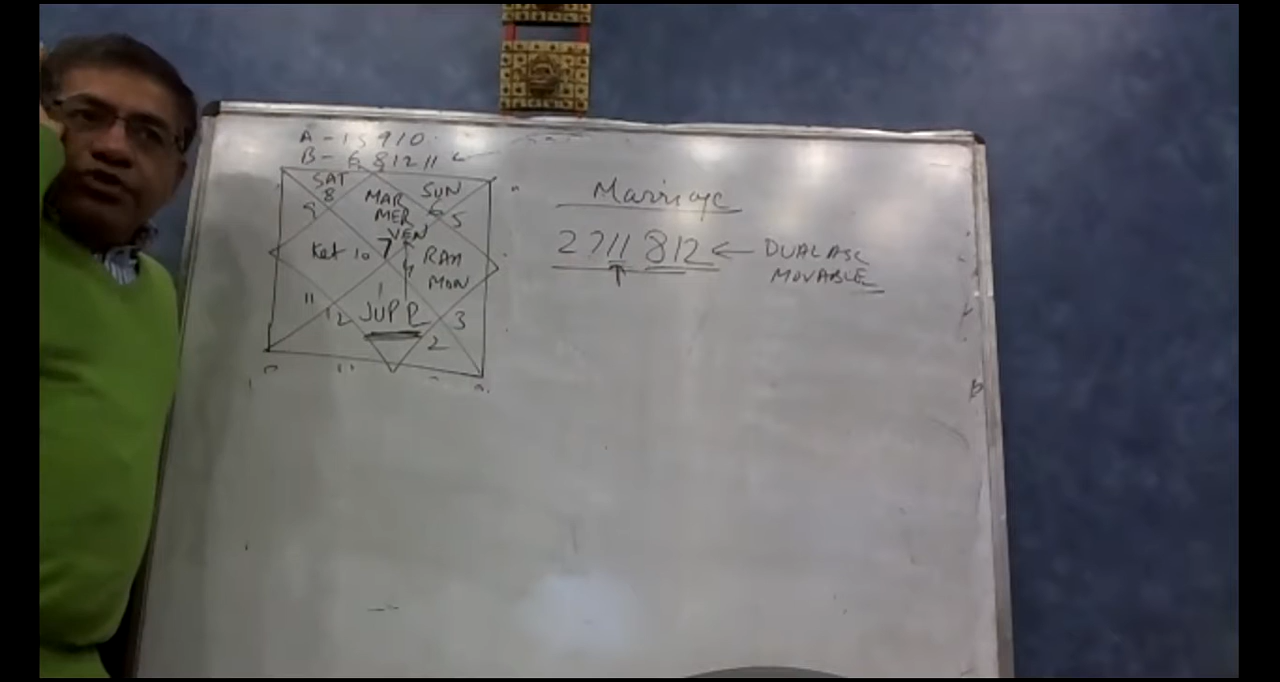 A - 1 5 9 10
B - 6 8 12 11
SAT
8
MAR
MER
VEN
7
SUN
6
5
9
Ket 10
4
RAH
MON
11
12
1
JUP R
3
2
Marriage
2 7 11 8 12 ← DUAL ASC
MOVABLE